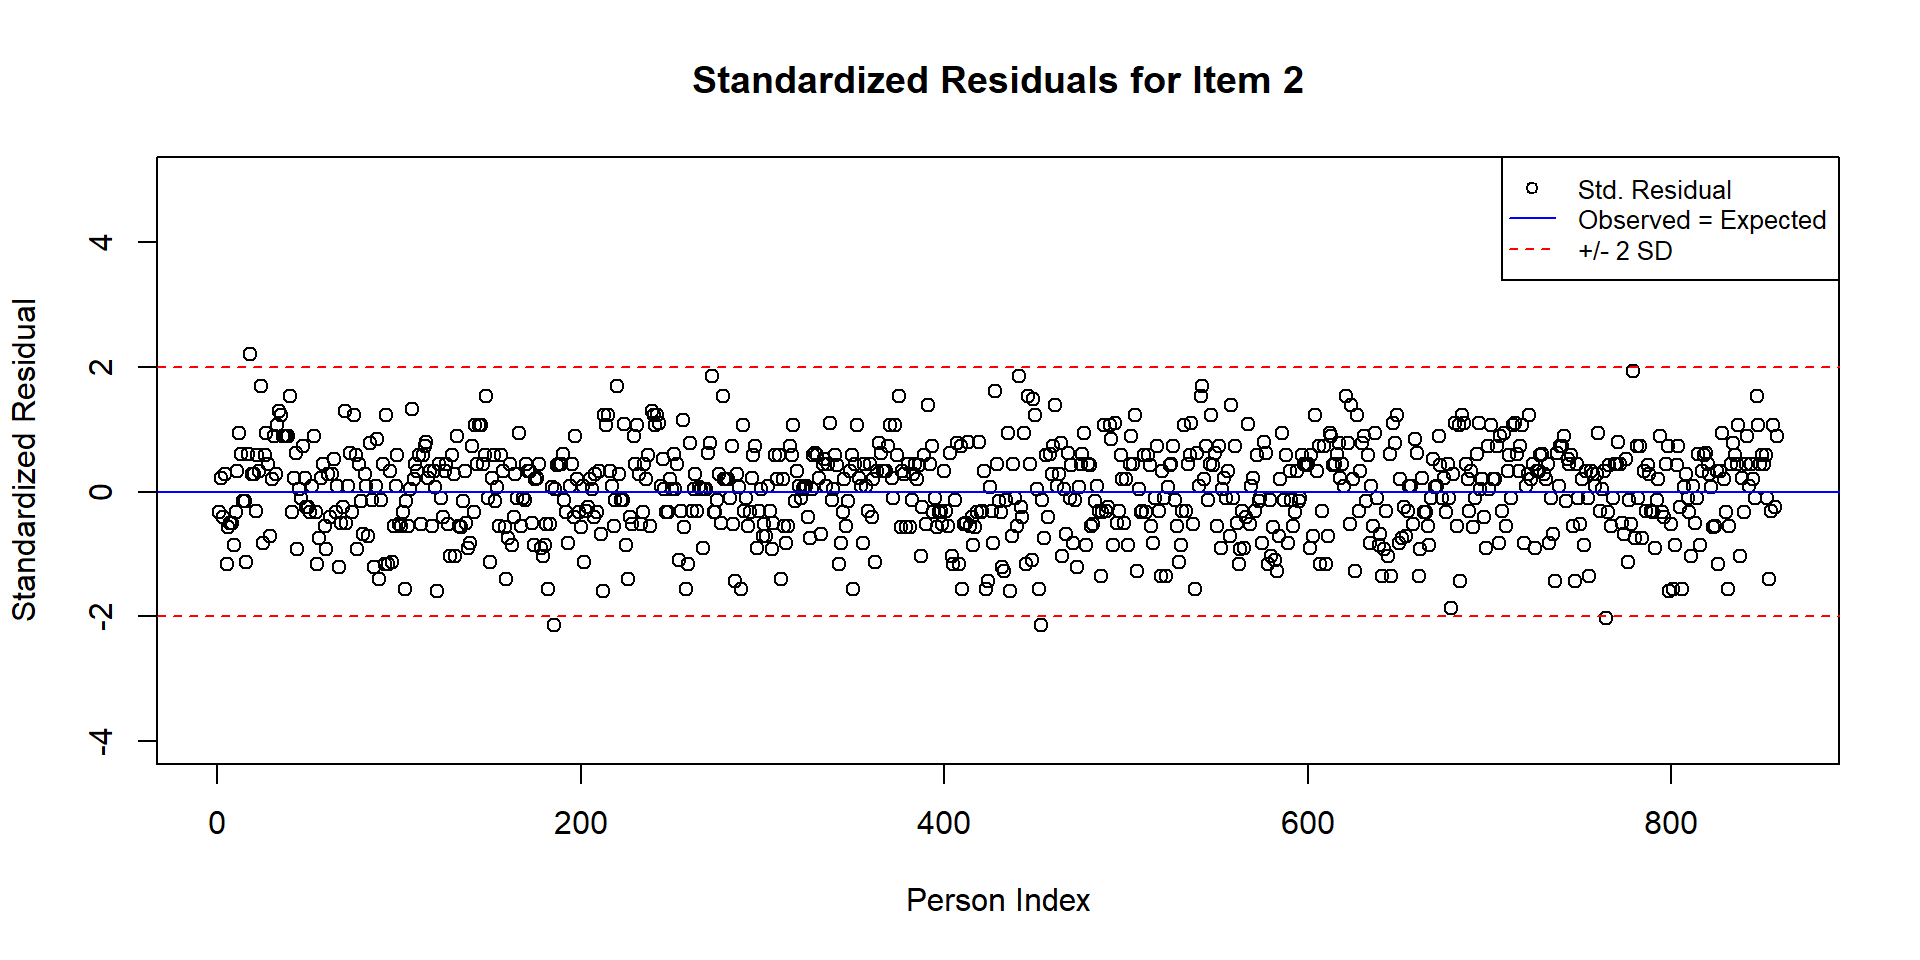 Standardized Residuals for Item 2
Std. Residual
Observed = Expected
+/- 2 SD
Standardized Residual
4
2
0
-2
-4
0 200 400 600 800
Person Index